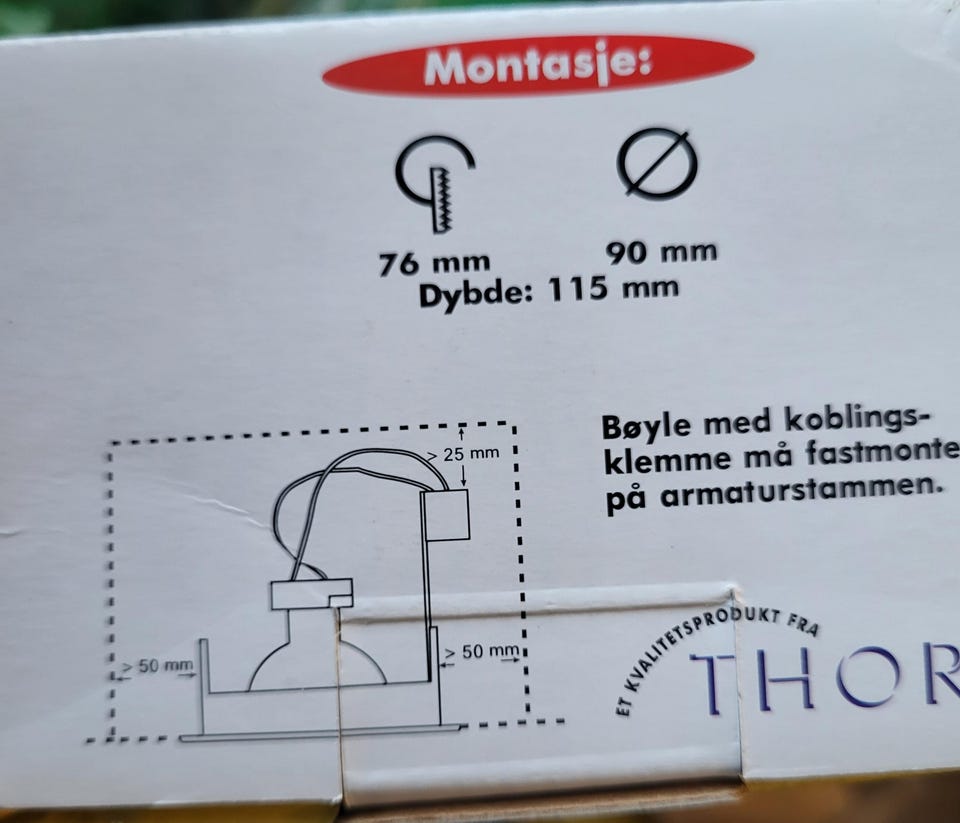 Montasje:
76 mm
90 mm
Dybde: 115 mm
> 25 mm
Bøyle med koblings-
klemme må fastmonte
på armaturstammen.
> 50 mm
> 50 mm
ET KVALITETSPRODUKT FRA
THOR